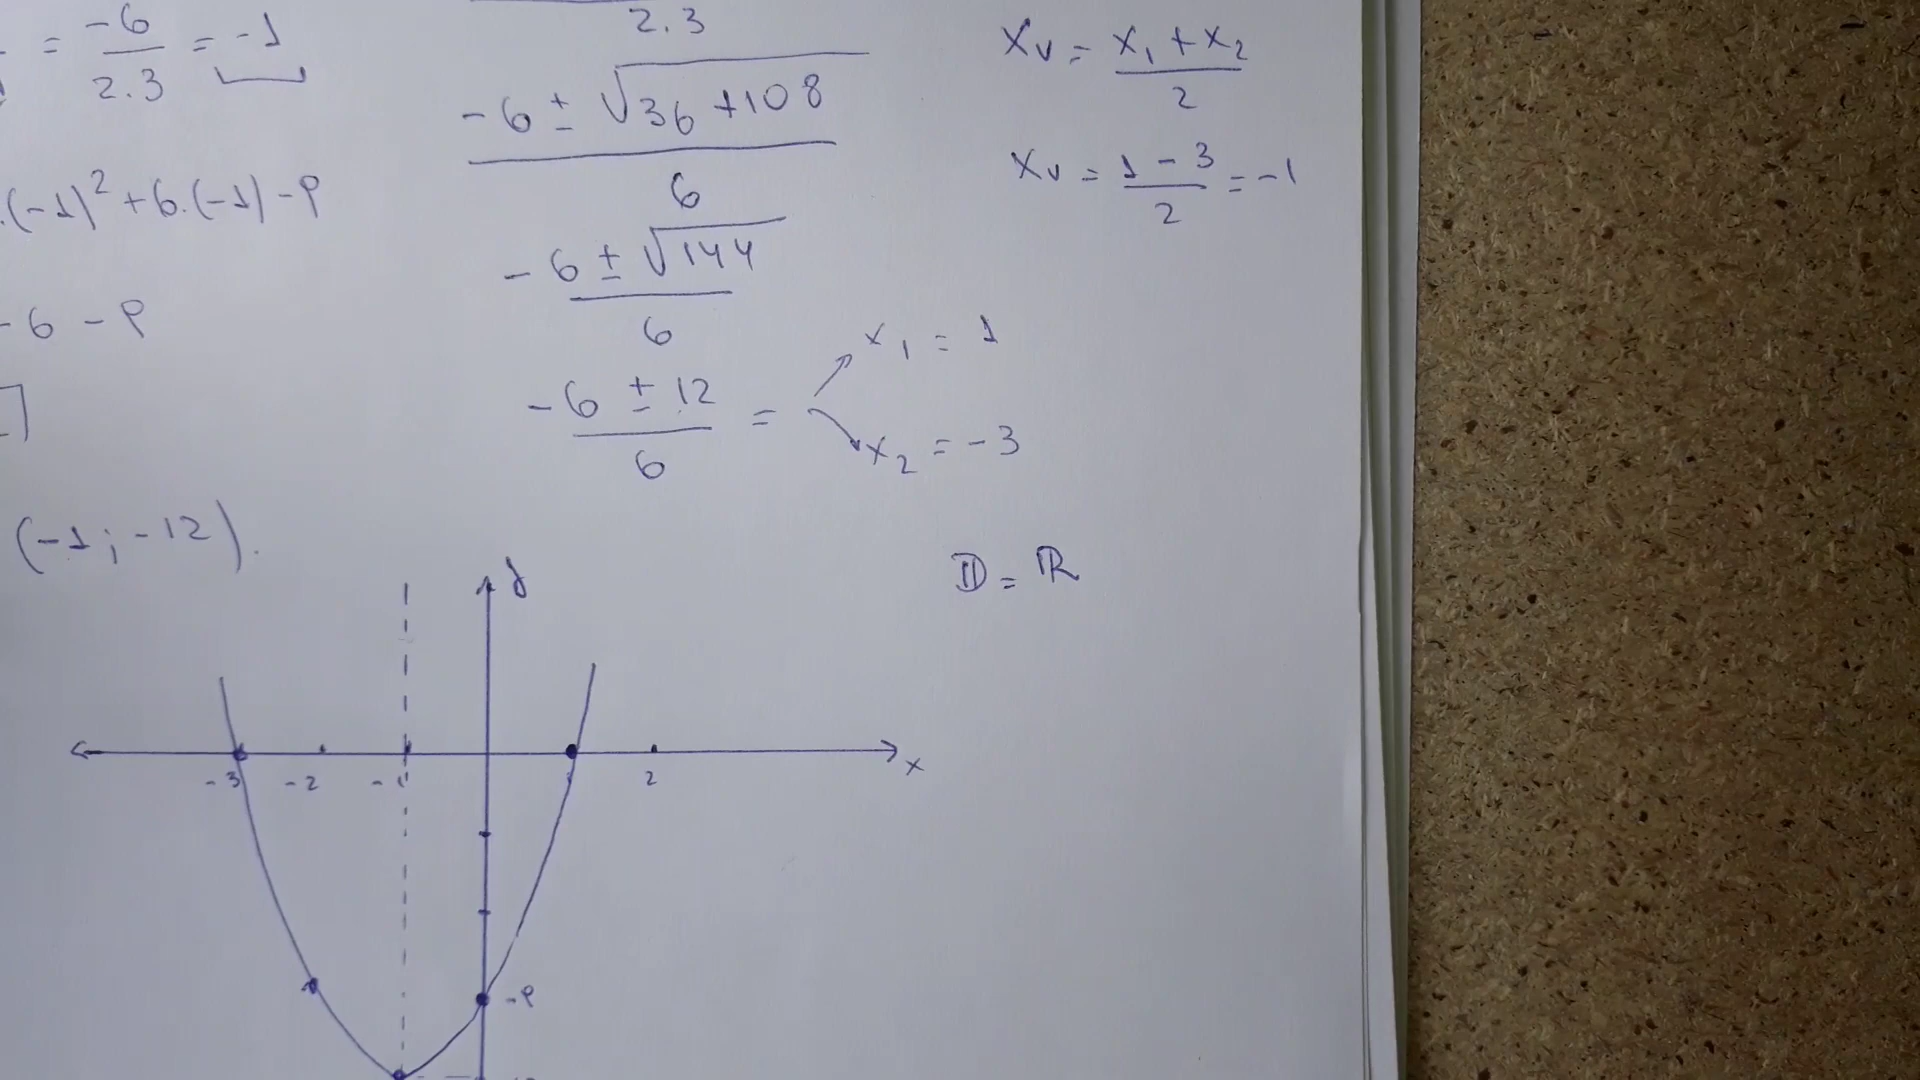 = -6/2.3 = -1
.(-1)² + 6.(-1) - 9
- 6 - 9
(-1; -12).
2.3
-6 ± √36 + 108
6
-6 ± √144
6
-6 ± 12 =
6
x₁ = 1
x₂ = -3
Xv = x₁ + x₂
2
Xv = 1 - 3 = -1
2
𝔻 = ℝ
y
-3 -2 -1 1 2 x
-9